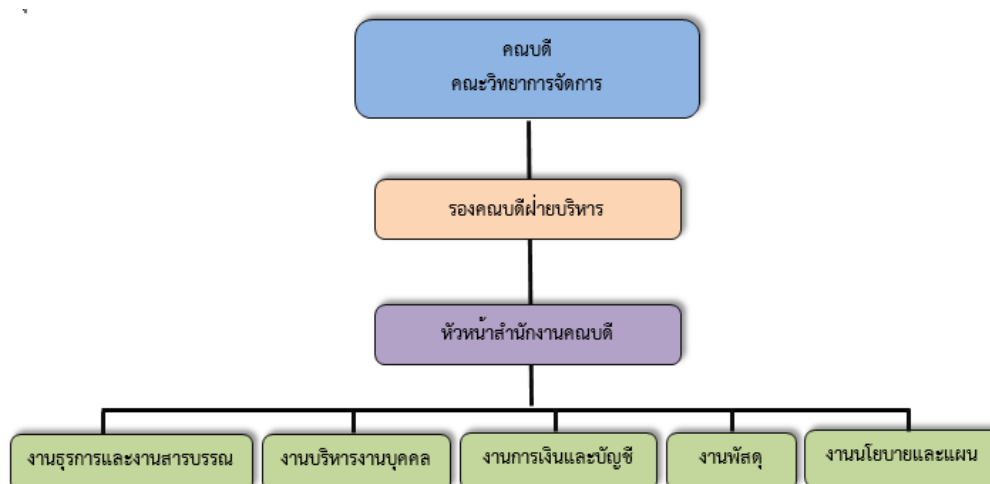 คณบดี
คณะวิทยาการจัดการ
รองคณบดีฝ่ายบริหาร
หัวหน้าสำนักงานคณบดี
งานธุรการและงานสารบรรณ
งานบริหารงานบุคคล
งานการเงินและบัญชี
งานพัสดุ
งานนโยบายและแผน